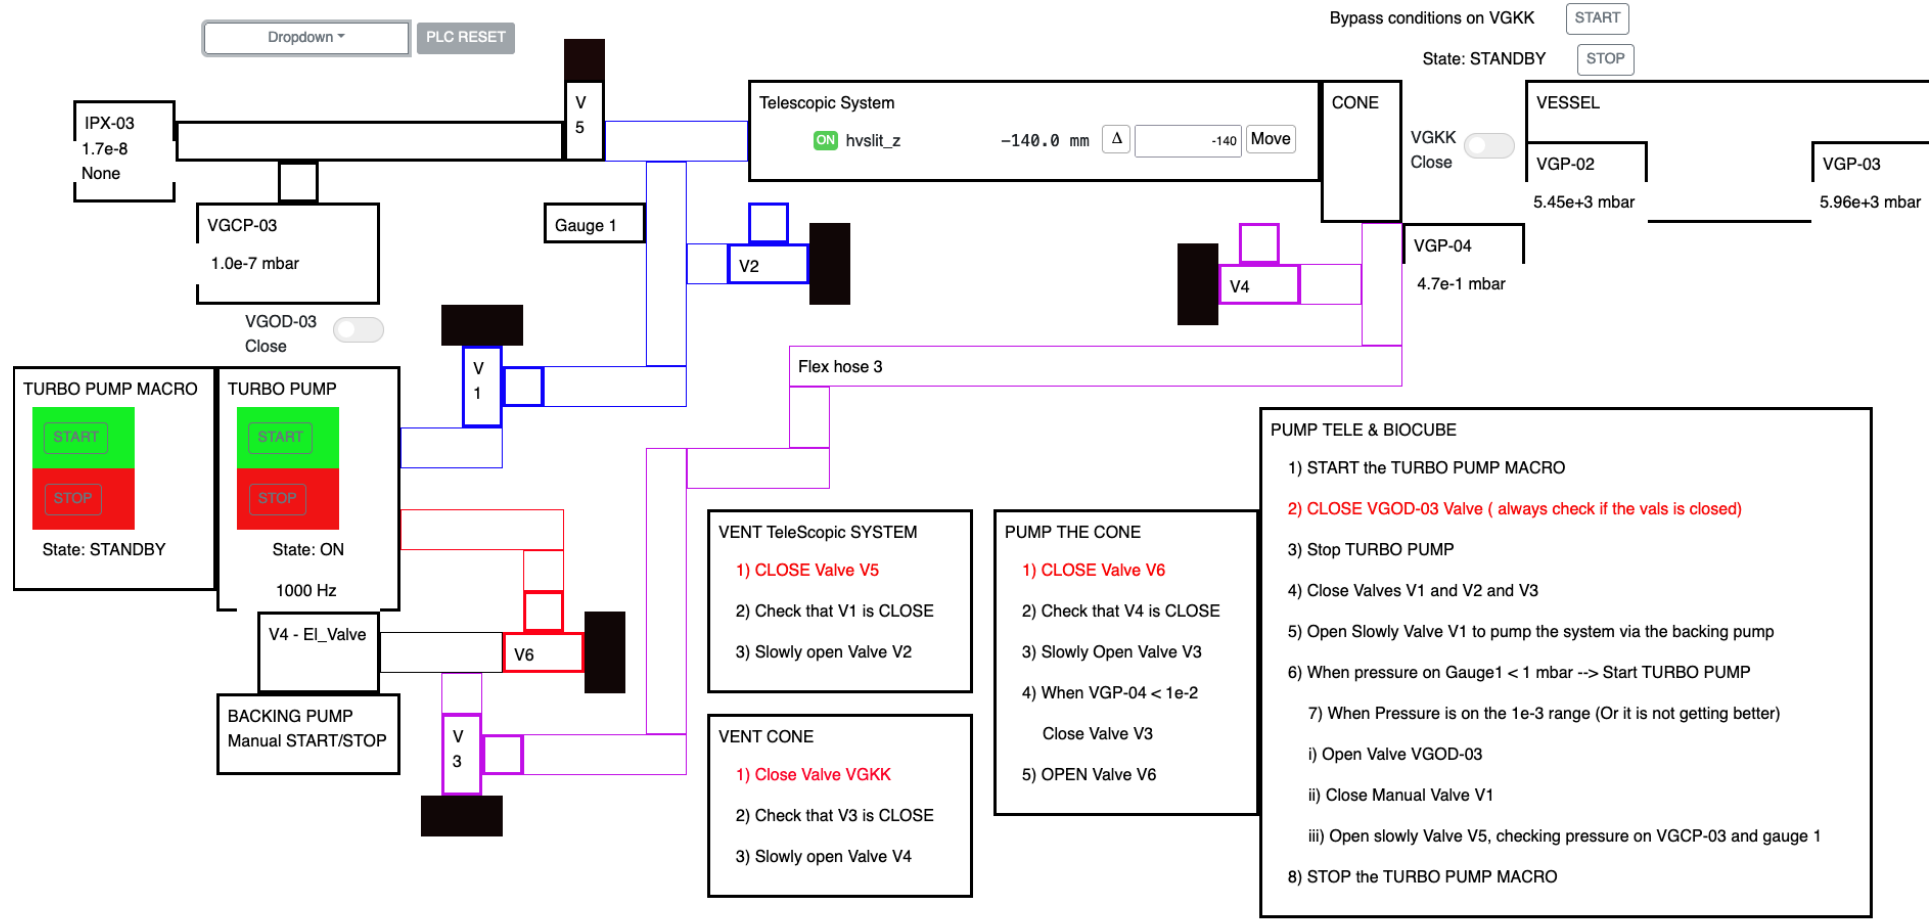 Bypass conditions on VGKK
START
Dropdown
PLC RESET
State: STANDBY
STOP
V
5
Telescopic System
ON hvslit_z
-140.0 mm
Δ
-140
Move
CONE
VGKK
Close
VESSEL
VGP-02
5.45e+3 mbar
VGP-03
5.96e+3 mbar
IPX-03
1.7e-8
None
VGCP-03
1.0e-7 mbar
Gauge 1
V2
V4
VGP-04
4.7e-1 mbar
VGOD-03
Close
V
1
Flex hose 3
TURBO PUMP MACRO
START
STOP
State: STANDBY
TURBO PUMP
START
STOP
State: ON
1000 Hz
V4 - El_Valve
V6
BACKING PUMP
Manual START/STOP
V
3
VENT TeleScopic SYSTEM
1) CLOSE Valve V5
2) Check that V1 is CLOSE
3) Slowly open Valve V2
VENT CONE
1) Close Valve VGKK
2) Check that V3 is CLOSE
3) Slowly open Valve V4
PUMP THE CONE
1) CLOSE Valve V6
2) Check that V4 is CLOSE
3) Slowly Open Valve V3
4) When VGP-04 < 1e-2
Close Valve V3
5) OPEN Valve V6
PUMP TELE & BIOCUBE
1) START the TURBO PUMP MACRO
2) CLOSE VGOD-03 Valve ( always check if the vals is closed)
3) Stop TURBO PUMP
4) Close Valves V1 and V2 and V3
5) Open Slowly Valve V1 to pump the system via the backing pump
6) When pressure on Gauge1 < 1 mbar --> Start TURBO PUMP
7) When Pressure is on the 1e-3 range (Or it is not getting better)
i) Open Valve VGOD-03
ii) Close Manual Valve V1
iii) Open slowly Valve V5, checking pressure on VGCP-03 and gauge 1
8) STOP the TURBO PUMP MACRO